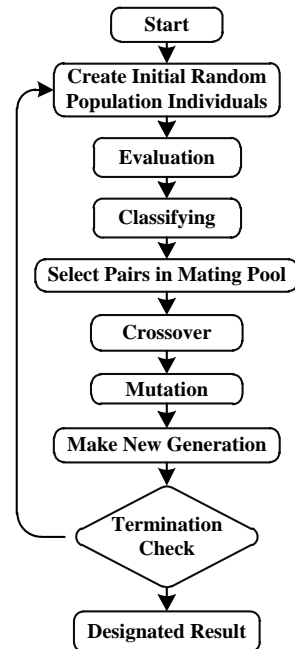 Start
Create Initial Random
Population Individuals
Evaluation
Classifying
Select Pairs in Mating Pool
Crossover
Mutation
Make New Generation
Termination
Check
Designated Result